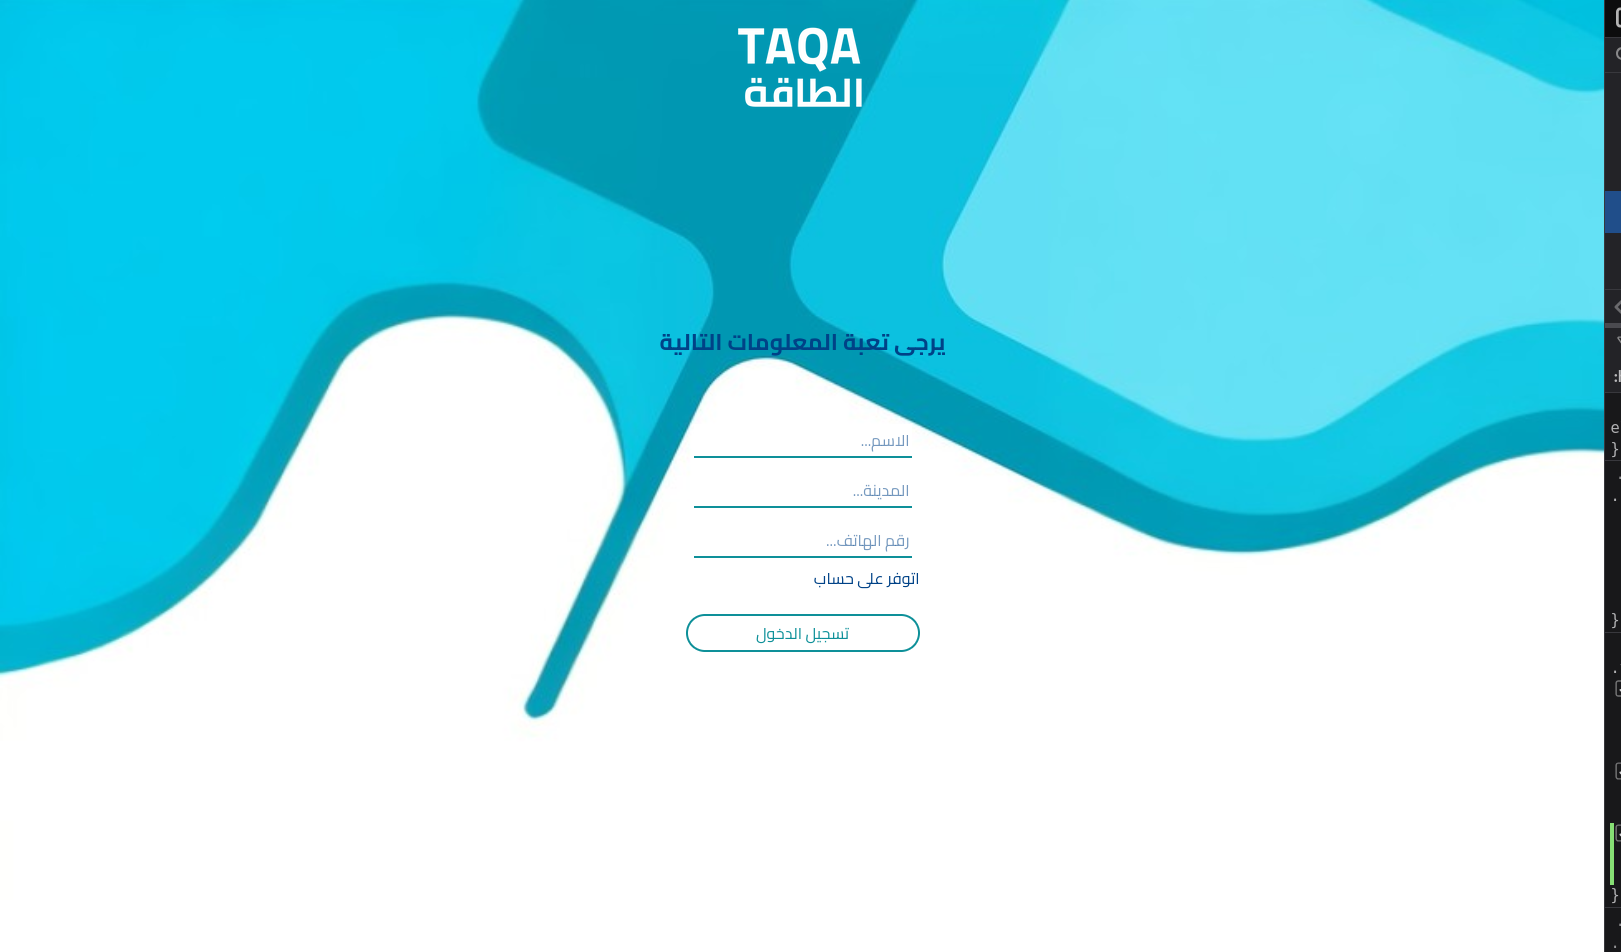 TAQA
الطاقة
يرجى تعبة المعلومات التالية
الاسم...
المدينة...
رقم الهاتف...
اتوفر على حساب
تسجيل الدخول